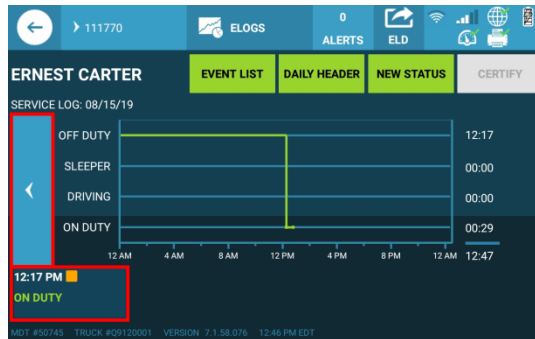 111770
ELOGS
0
ALERTS
ELD
ERNEST CARTER
EVENT LIST
DAILY HEADER
NEW STATUS
CERTIFY
SERVICE LOG: 08/15/19
OFF DUTY 12:17
SLEEPER 00:00
DRIVING 00:00
ON DUTY 00:29
12 AM 4 AM 8 AM 12 PM 4 PM 8 PM 12 AM 12:47
12:17 PM
ON DUTY
MDT #50745 TRUCK #Q9120001 VERSION 7.1.58.076 12:46 PM EDT